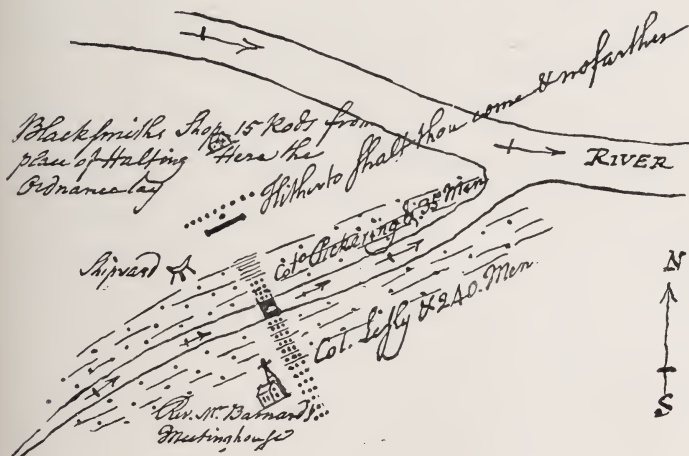 Blacksmiths Shop 15 Rods from
place of Halting Here the
Ordnance lay
Hitherto shalt thou come & no farther
RIVER
Shipyard
Colº Pickering & 35 Men
Col. Lesly & 240. Men
Rev. Mr Barnard's
Meetinghouse
N
S